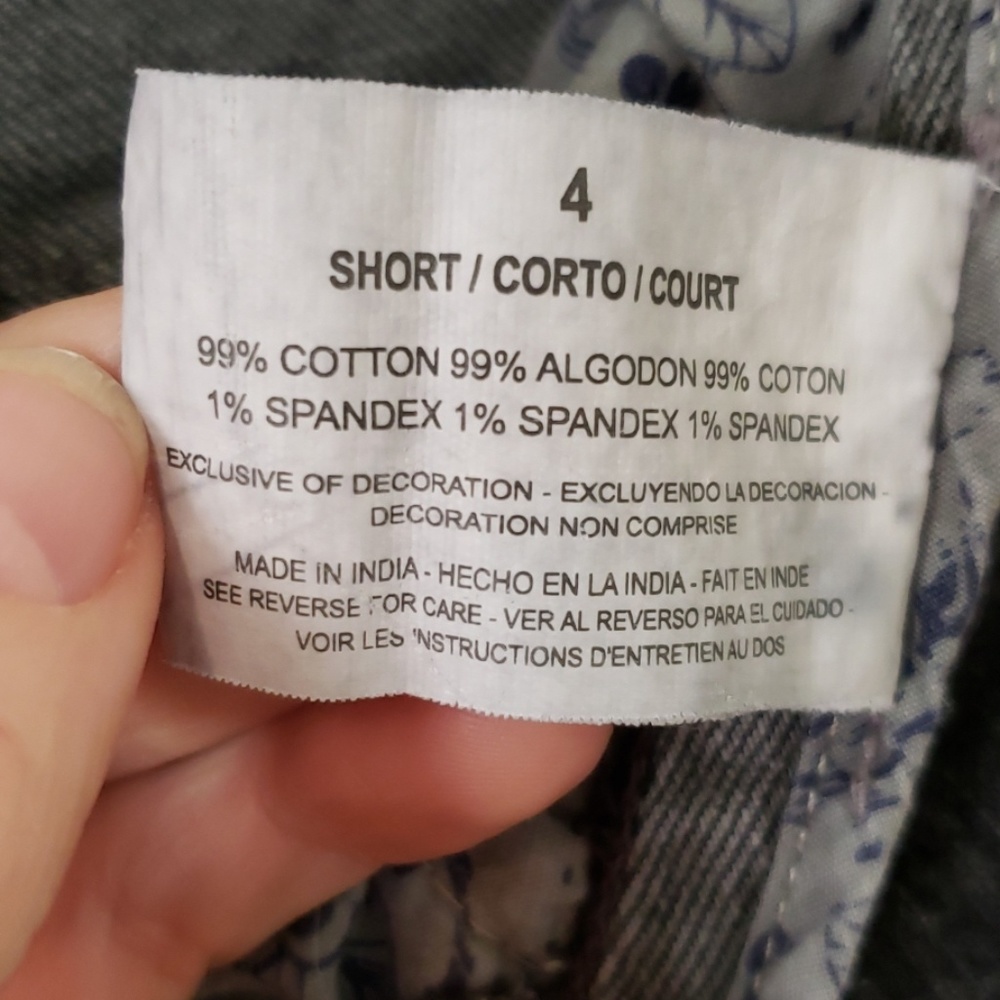 4
SHORT / CORTO / COURT
99% COTTON 99% ALGODON 99% COTON
1% SPANDEX 1% SPANDEX 1% SPANDEX
EXCLUSIVE OF DECORATION - EXCLUYENDO LA DECORACION -
DECORATION NON COMPRISE
MADE IN INDIA - HECHO EN LA INDIA - FAIT EN INDE
SEE REVERSE FOR CARE - VER AL REVERSO PARA EL CUIDADO -
VOIR LES INSTRUCTIONS D'ENTRETIEN AU DOS